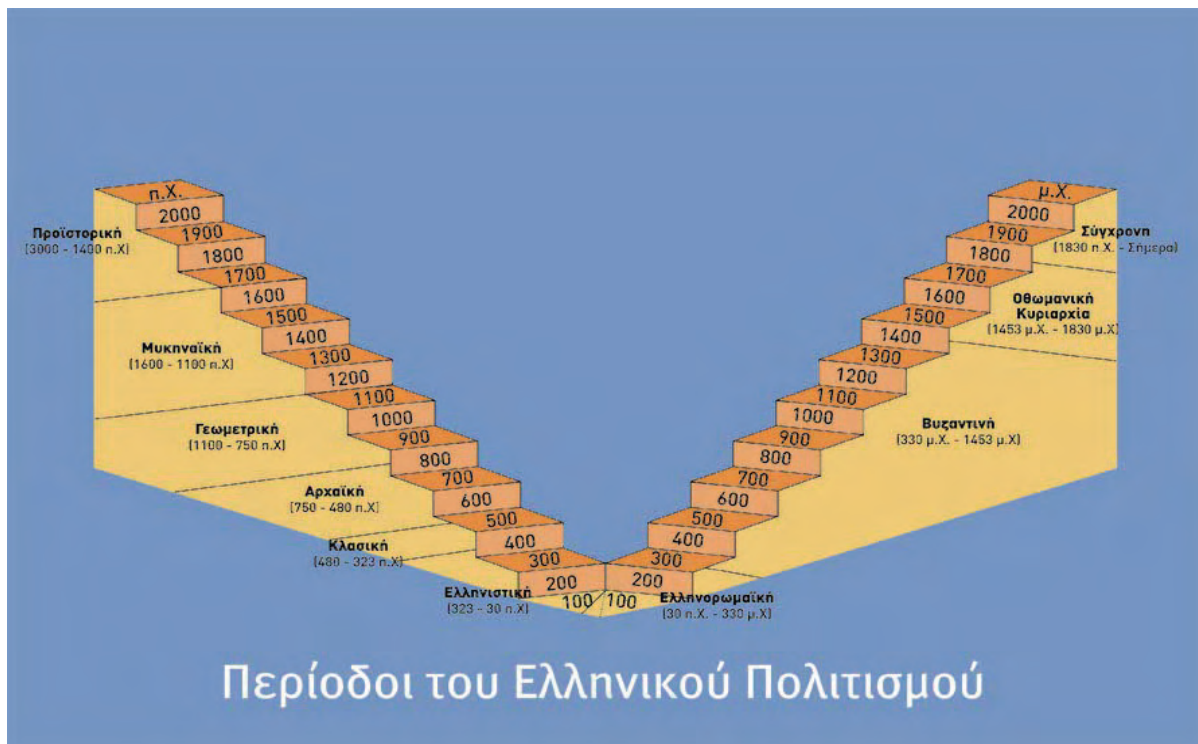 π.Χ.
2000
1900
1800
1700
1600
1500
1400
1300
1200
1100
1000
900
800
700
600
500
400
300
200
100
Προϊστορική
(3000 - 1400 π.Χ)
Μυκηναϊκή
(1600 - 1100 π.Χ)
Γεωμετρική
(1100 - 750 π.Χ)
Αρχαϊκή
(750 - 480 π.Χ)
Κλασική
(480 - 323 π.Χ)
Ελληνιστική
(323 - 30 π.Χ)
μ.Χ.
2000
1900
1800
1700
1600
1500
1400
1300
1200
1100
1000
900
800
700
600
500
400
300
200
100
Σύγχρονη
(1830 π.Χ. - Σήμερα)
Οθωμανική
Κυριαρχία
(1453 μ.Χ. - 1830 μ.Χ)
Βυζαντινή
(330 μ.Χ. - 1453 μ.Χ)
Ελληνορωμαϊκή
(30 π.Χ. - 330 μ.Χ)
Περίοδοι του Ελληνικού Πολιτισμού